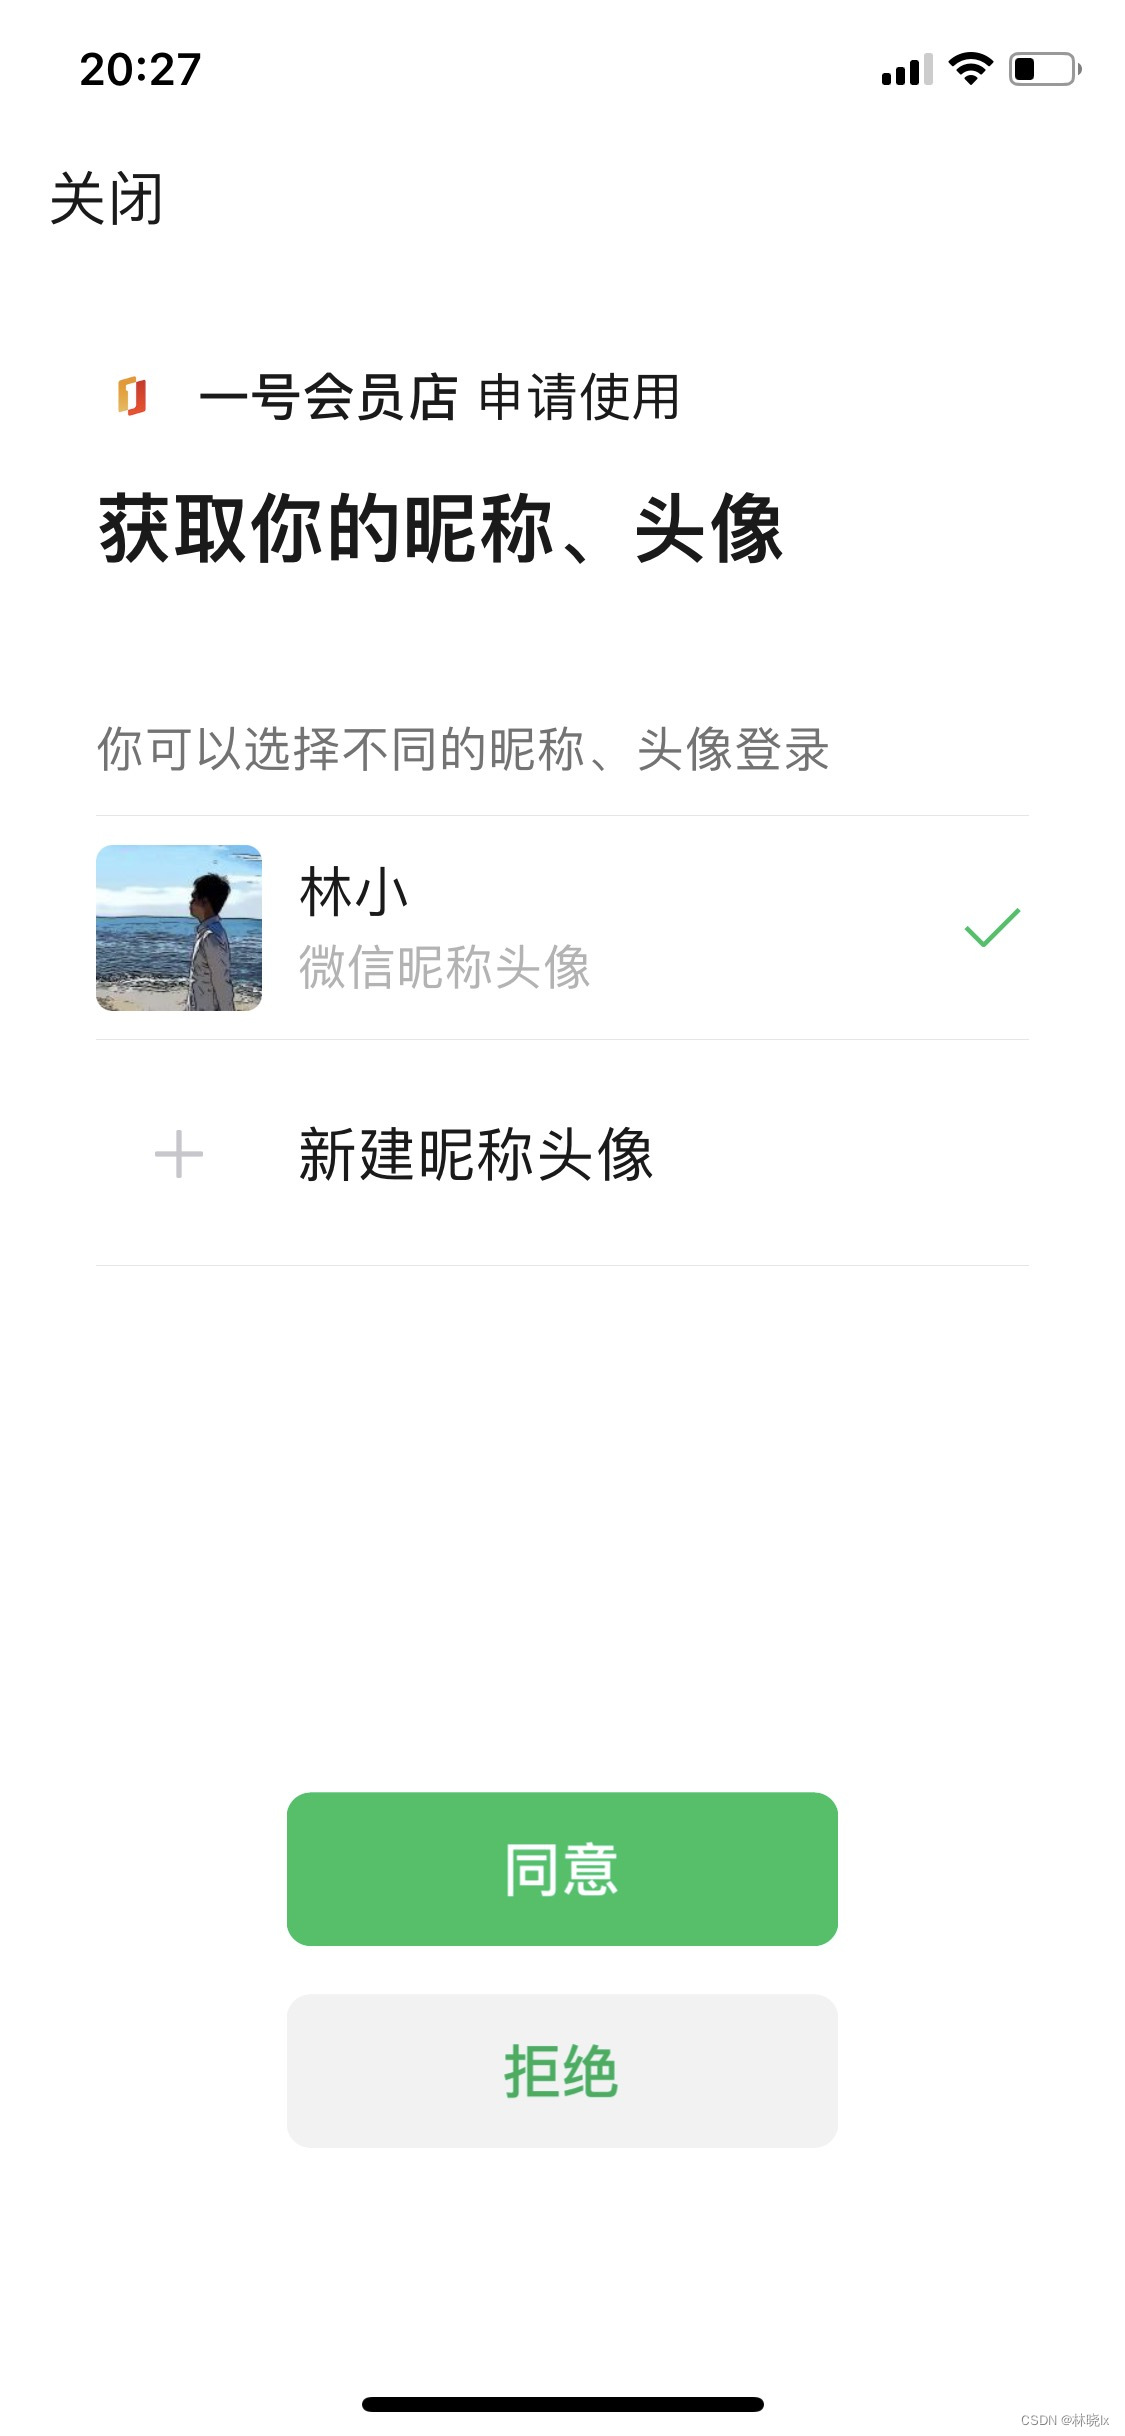 20:27
关闭
一号会员店 申请使用
获取你的昵称、头像
你可以选择不同的昵称、头像登录
林小
微信昵称头像
新建昵称头像
同意
拒绝
CSDN @林晓lx